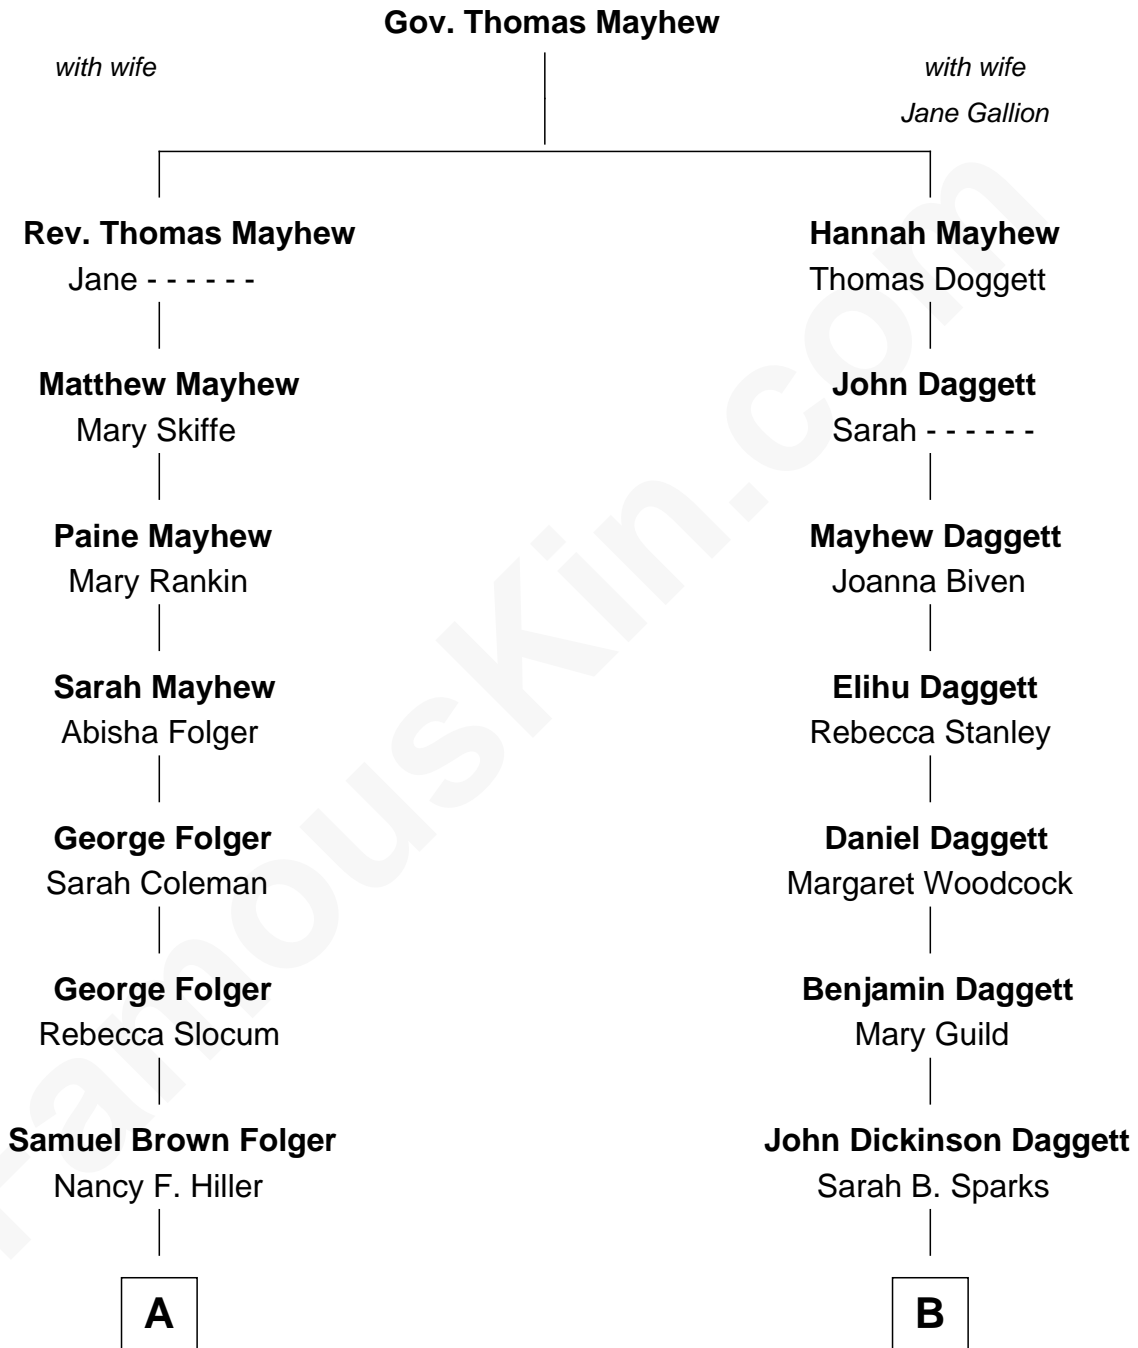 Gov. Thomas Mayhew
with wife
with wife
Jane Gallion
Rev. Thomas Mayhew
Jane - - - - - -
Hannah Mayhew
Thomas Doggett
Matthew Mayhew
Mary Skiffe
John Daggett
Sarah - - - - - -
Paine Mayhew
Mary Rankin
Mayhew Daggett
Joanna Biven
Sarah Mayhew
Abisha Folger
Elihu Daggett
Rebecca Stanley
George Folger
Sarah Coleman
Daniel Daggett
Margaret Woodcock
George Folger
Rebecca Slocum
Benjamin Daggett
Mary Guild
Samuel Brown Folger
Nancy F. Hiller
John Dickinson Daggett
Sarah B. Sparks
A
B
FamousKin.com